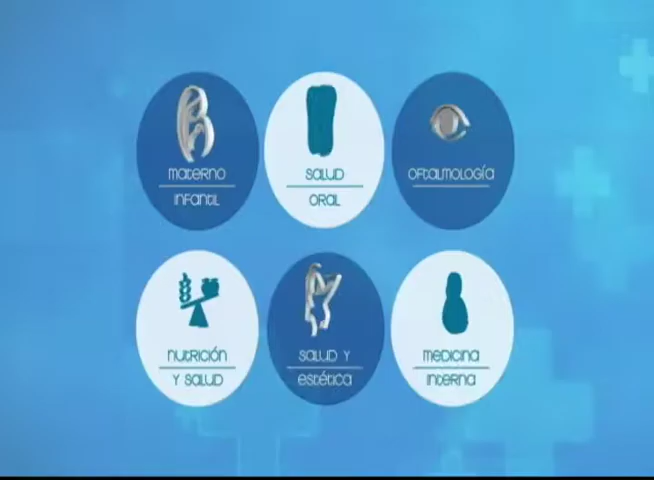 materno
infantil
salud
oral
oftalmología
nutrición
y salud
salud y
estética
medicina
interna